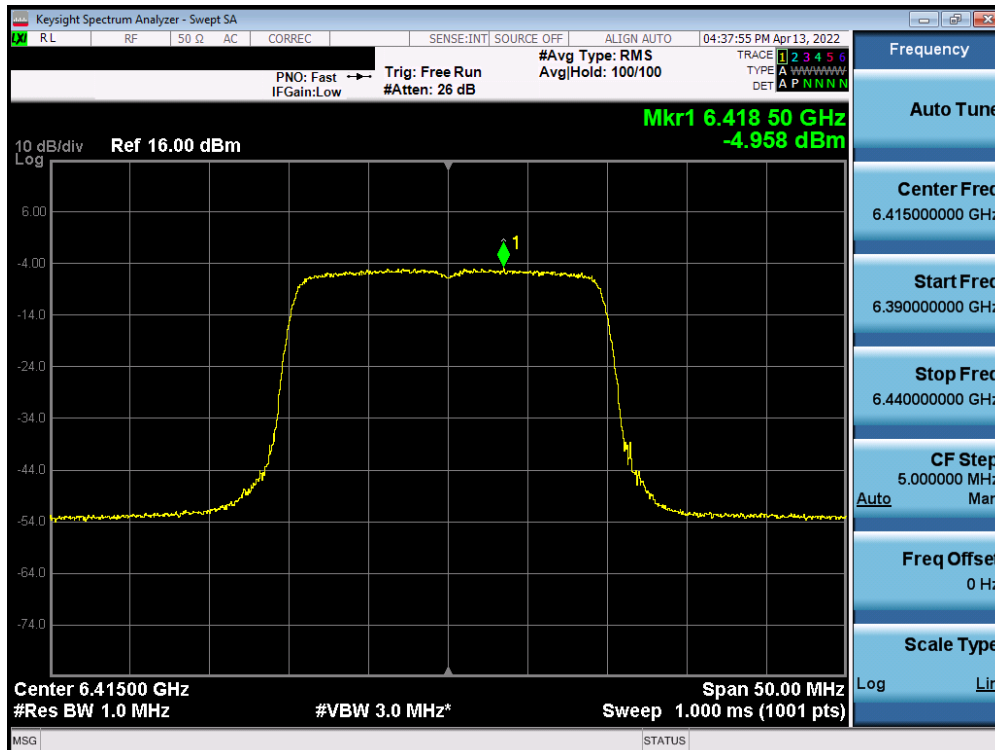 Keysight Spectrum Analyzer - Swept SA
LXI RL RF 50 Ω AC CORREC SENSE:INT SOURCE OFF ALIGN AUTO 04:37:55 PM Apr 13, 2022
PNO: Fast
IFGain:Low
Trig: Free Run
#Atten: 26 dB
#Avg Type: RMS
Avg|Hold: 100/100
TRACE 1 2 3 4 5 6
TYPE A WWWWW
DET A P N N N N
Mkr1 6.418 50 GHz
-4.958 dBm
10 dB/div Ref 16.00 dBm
Log
6.00
1
-4.00
-14.0
-24.0
-34.0
-44.0
-54.0
-64.0
-74.0
Center 6.41500 GHz Span 50.00 MHz
#Res BW 1.0 MHz #VBW 3.0 MHz* Sweep 1.000 ms (1001 pts)
MSG STATUS
Frequency
Auto Tune
Center Freq
6.415000000 GHz
Start Freq
6.390000000 GHz
Stop Freq
6.440000000 GHz
CF Step
5.000000 MHz
Auto Man
Freq Offset
0 Hz
Scale Type
Log Lin